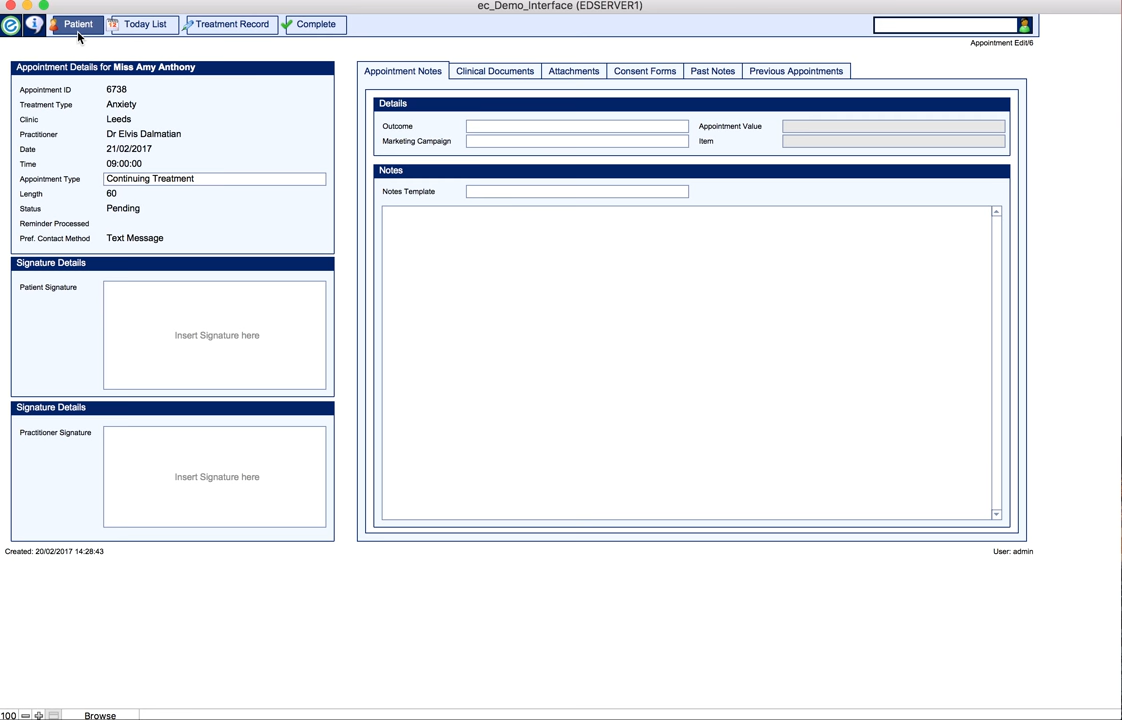 ec_Demo_Interface (EDSERVER1)
Patient
12
Today List
Treatment Record
Complete
Appointment Edit/6
Appointment Details for Miss Amy Anthony
Appointment ID 6738
Treatment Type Anxiety
Clinic Leeds
Practitioner Dr Elvis Dalmatian
Date 21/02/2017
Time 09:00:00
Appointment Type Continuing Treatment
Length 60
Status Pending
Reminder Processed
Pref. Contact Method Text Message
Signature Details
Patient Signature
Insert Signature here
Signature Details
Practitioner Signature
Insert Signature here
Appointment Notes Clinical Documents Attachments Consent Forms Past Notes Previous Appointments
Details
Outcome Appointment Value
Marketing Campaign Item
Notes
Notes Template
Created: 20/02/2017 14:28:43
User: admin
100 Browse